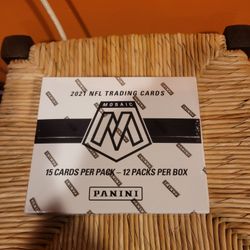 2021 NFL TRADING CARDS
MOSAIC
15 CARDS PER PACK – 12 PACKS PER BOX
PANINI